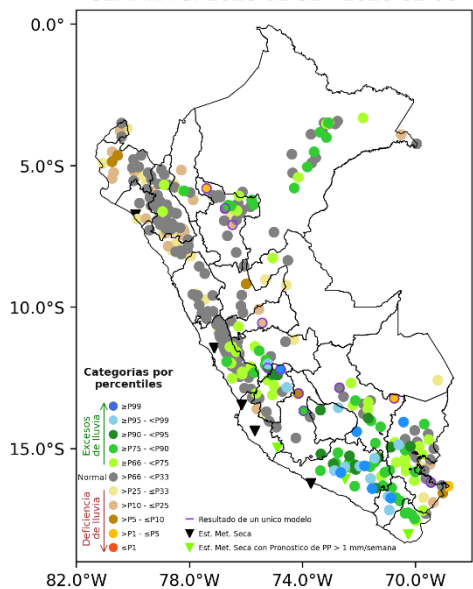 0.0°
5.0°S
10.0°S
15.0°S
82.0°W
78.0°W
74.0°W
70.0°W
Categorias por
percentiles
Excesos
de lluvia
Normal
Deficiencia
de lluvia
≥P99
≥P95 - <P99
≥P90 - <P95
≥P75 - <P90
≥P66 - <P75
>P66 - <P33
>P25 - ≤P33
>P10 - ≤P25
>P5 - ≤P10
>P1 - ≤P5
≤P1
Resultado de un unico modelo
Est. Met. Seca
Est. Met. Seca con Pronostico de PP > 1 mm/semana